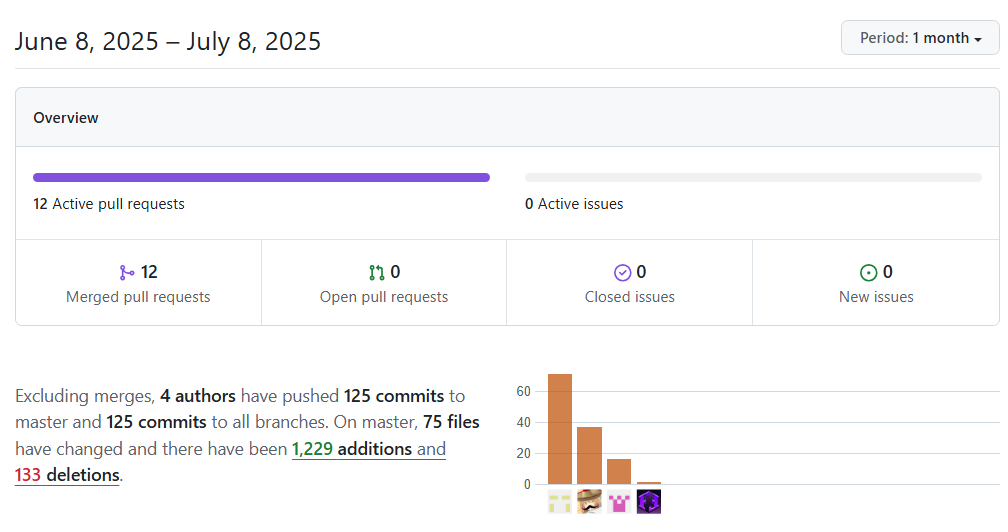 June 8, 2025 – July 8, 2025
Period: 1 month
Overview
12 Active pull requests
0 Active issues
12
Merged pull requests
0
Open pull requests
0
Closed issues
0
New issues
Excluding merges, 4 authors have pushed 125 commits to
master and 125 commits to all branches. On master, 75 files
have changed and there have been 1,229 additions and
133 deletions.
60
40
20
0